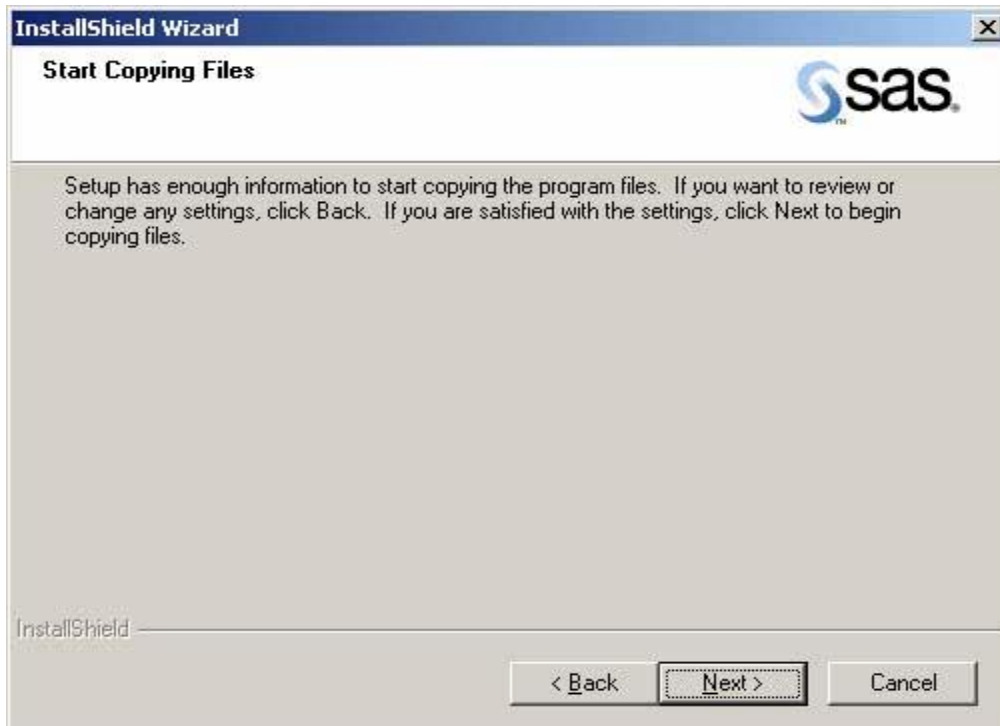 InstallShield Wizard
Start Copying Files
sas.
TM
Setup has enough information to start copying the program files. If you want to review or
change any settings, click Back. If you are satisfied with the settings, click Next to begin
copying files.
InstallShield
< Back
Next >
Cancel